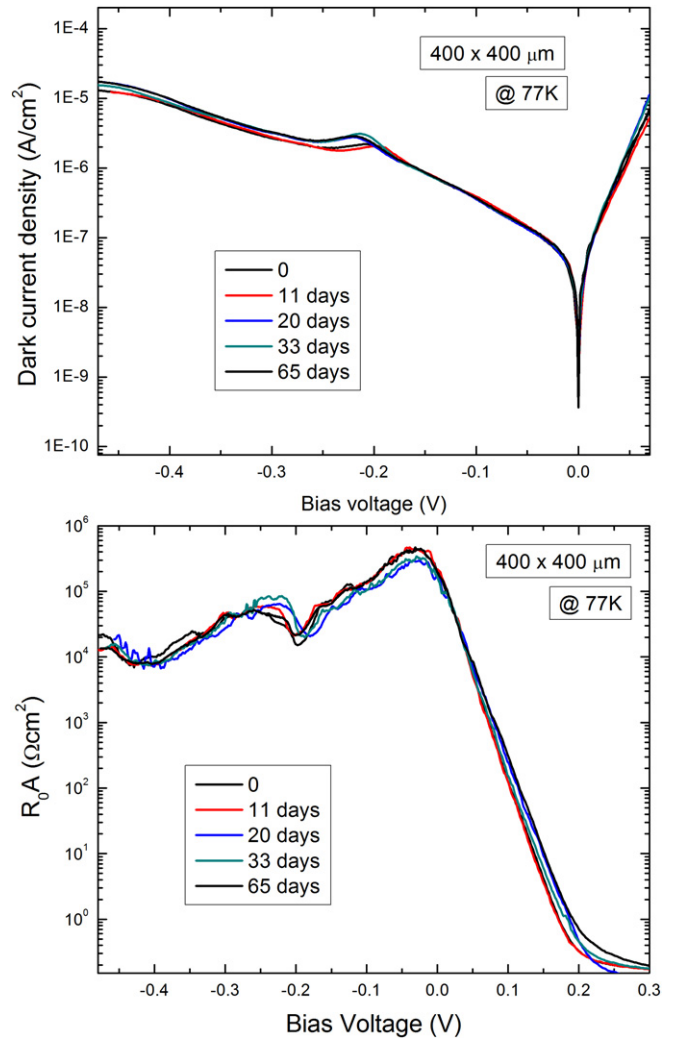 1E-4
400 x 400 μm
@ 77K
1E-5
1E-6
1E-7
1E-8
1E-9
1E-10
Dark current density (A/cm²)
0
11 days
20 days
33 days
65 days
-0.4 -0.3 -0.2 -0.1 0.0
Bias voltage (V)
10⁶
400 x 400 μm
@ 77K
10⁵
10⁴
10³
10²
10¹
10⁰
R₀A (Ωcm²)
0
11 days
20 days
33 days
65 days
-0.4 -0.3 -0.2 -0.1 0.0 0.1 0.2 0.3
Bias Voltage (V)